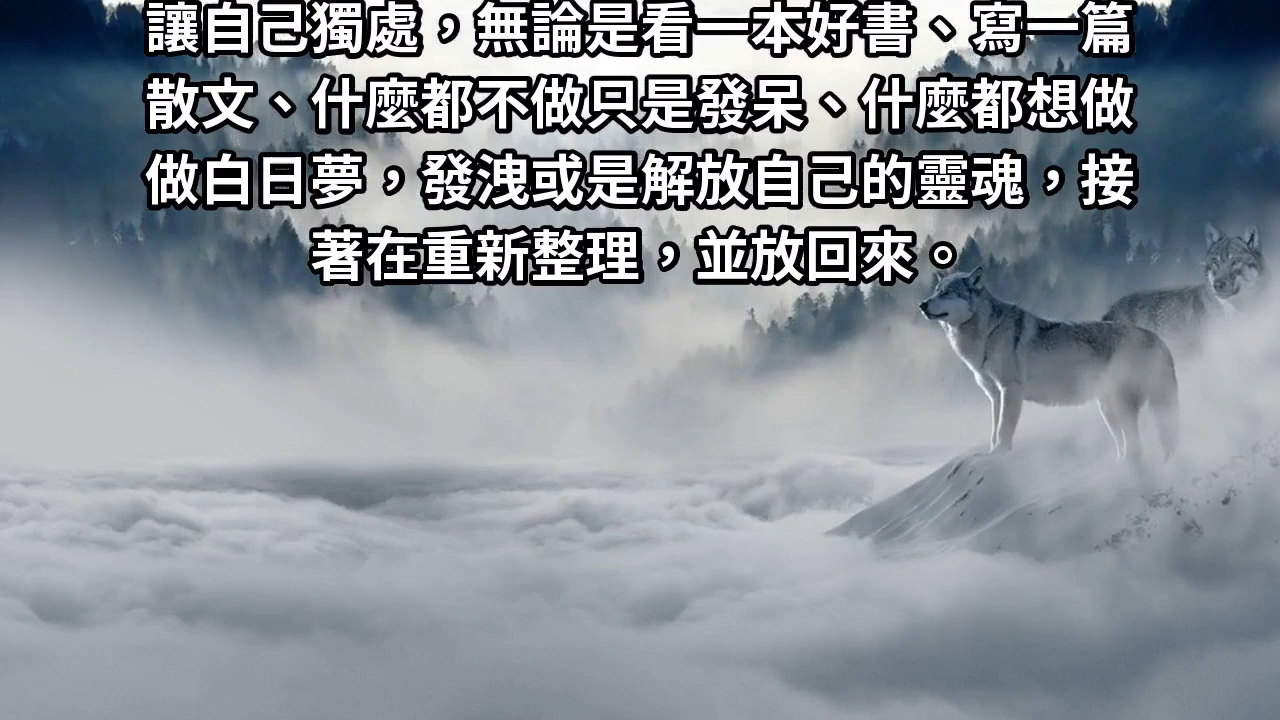 讓自己獨處，無論是看一本好書、寫一篇
散文、什麼都不做只是發呆、什麼都想做
做白日夢，發洩或是解放自己的靈魂，接
著在重新整理，並放回來。